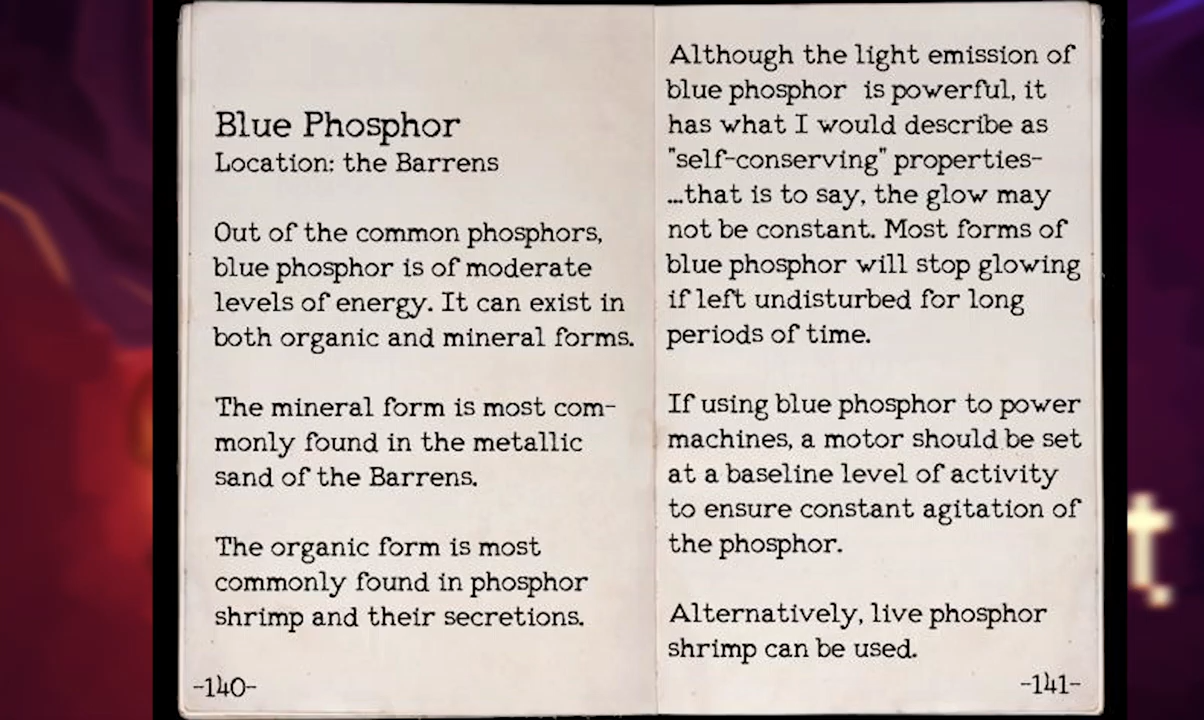 Blue Phosphor
Location: the Barrens
Out of the common phosphors,
blue phosphor is of moderate
levels of energy. It can exist in
both organic and mineral forms.
The mineral form is most com-
monly found in the metallic
sand of the Barrens.
The organic form is most
commonly found in phosphor
shrimp and their secretions.
-140-
Although the light emission of
blue phosphor is powerful, it
has what I would describe as
"self-conserving" properties-
...that is to say, the glow may
not be constant. Most forms of
blue phosphor will stop glowing
if left undisturbed for long
periods of time.
If using blue phosphor to power
machines, a motor should be set
at a baseline level of activity
to ensure constant agitation of
the phosphor.
Alternatively, live phosphor
shrimp can be used.
-141-